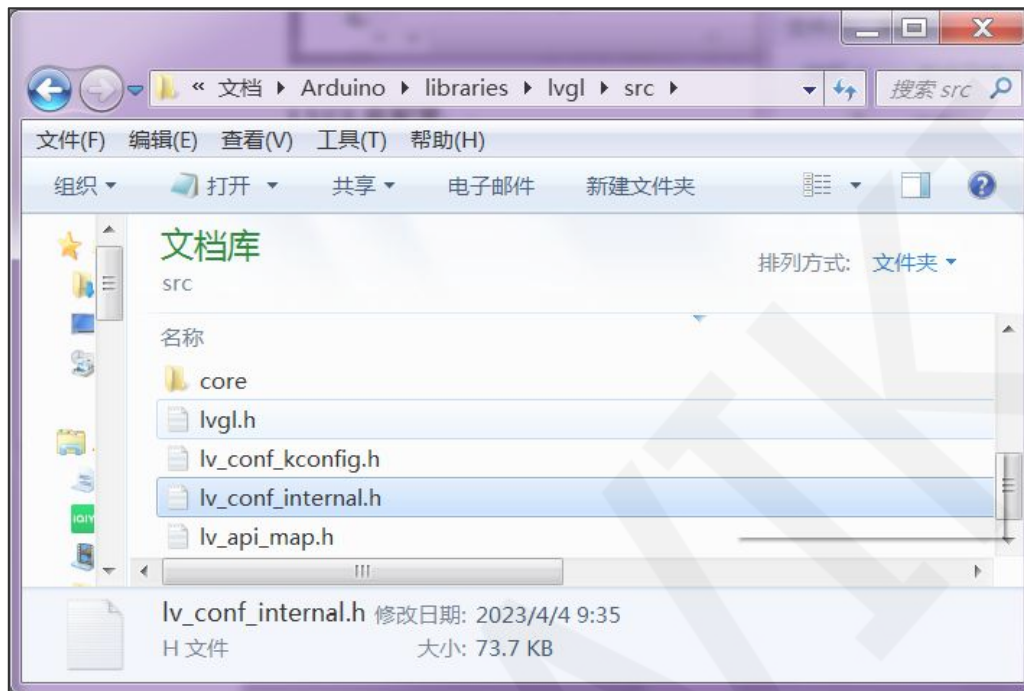 « 文档 ▸ Arduino ▸ libraries ▸ lvgl ▸ src ▸ 搜索 src
文件(F) 编辑(E) 查看(V) 工具(T) 帮助(H)
组织 打开 共享 电子邮件 新建文件夹
文档库
src
排列方式: 文件夹
名称
core
lvgl.h
lv_conf_kconfig.h
lv_conf_internal.h
lv_api_map.h
lv_conf_internal.h 修改日期: 2023/4/4 9:35
H 文件 大小: 73.7 KB